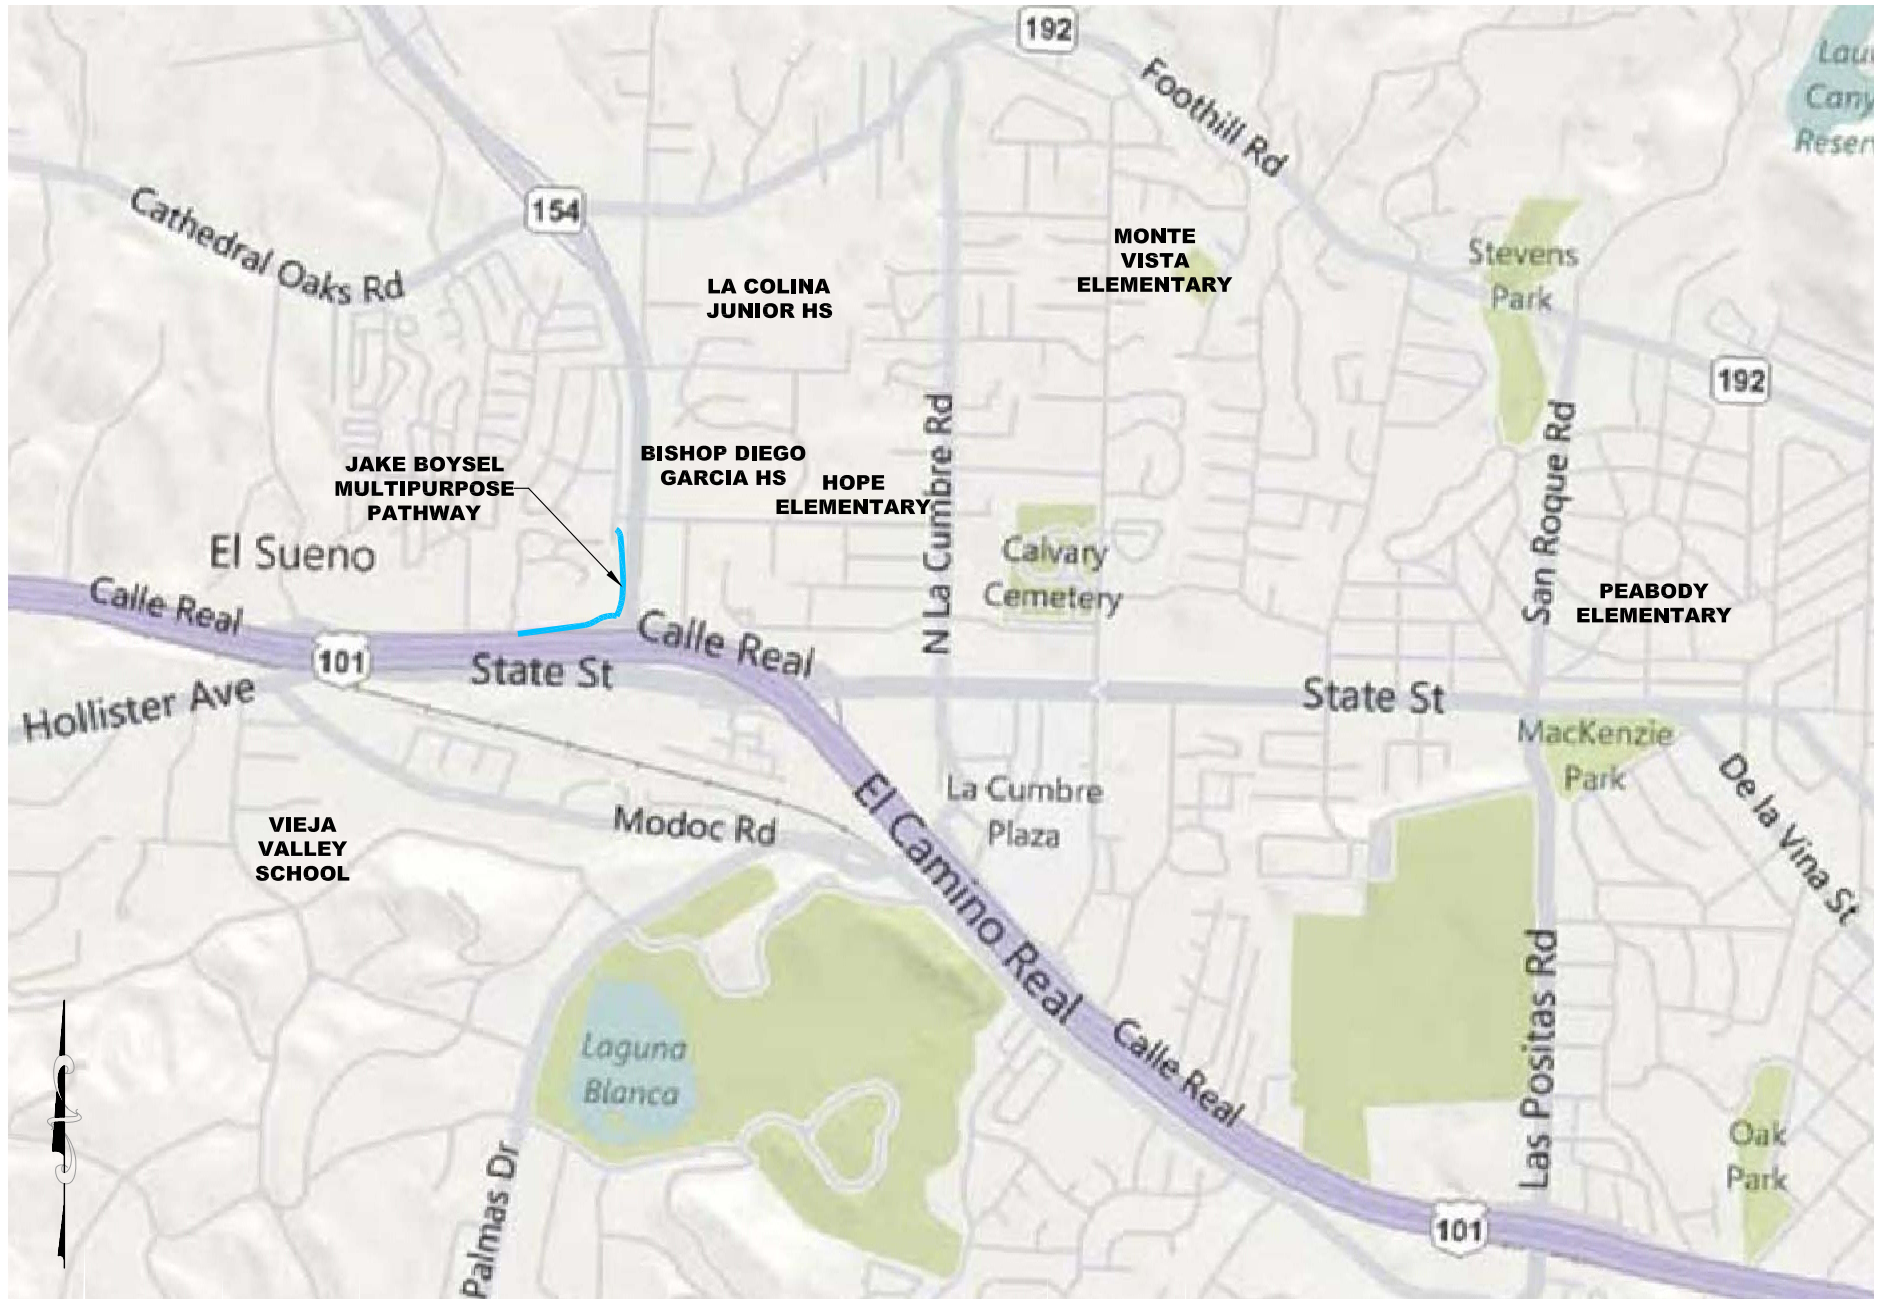 192
Foothill Rd
Cathedral Oaks Rd
154
MONTE
VISTA
ELEMENTARY
Stevens
Park
LA COLINA
JUNIOR HS
192
N La Cumbre Rd
San Roque Rd
BISHOP DIEGO
GARCIA HS
HOPE
ELEMENTARY
JAKE BOYSEL
MULTIPURPOSE
PATHWAY
El Sueno
Calvary
Cemetery
PEABODY
ELEMENTARY
Calle Real
Calle Real
101
State St
State St
Hollister Ave
MacKenzie
Park
De la Vina St
La Cumbre
Plaza
Modoc Rd
El Camino Real
VIEJA
VALLEY
SCHOOL
Las Positas Rd
Laguna
Blanca
Calle Real
Palmas Dr
Oak
Park
101